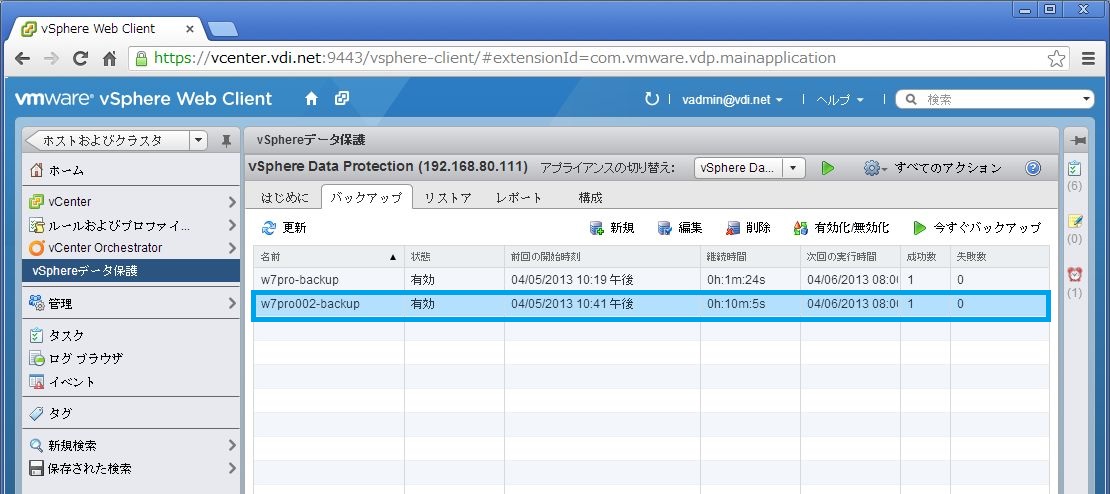 vSphere Web Client
https://vcenter.vdi.net:9443/vsphere-client/#extensionId=com.vmware.vdp.mainapplication
vmware® vSphere Web Client vadmin@vdi.net ヘルプ 検索
ホストおよびクラスタ
ホーム
vCenter
ルールおよびプロファイ...
vCenter Orchestrator
vSphereデータ保護
管理
タスク
ログ ブラウザ
イベント
タグ
新規検索
保存された検索
vSphereデータ保護
vSphere Data Protection (192.168.80.111) アプライアンスの切り替え: vSphere Da... すべてのアクション
はじめに バックアップ リストア レポート 構成
更新 新規 編集 削除 有効化/無効化 今すぐバックアップ
名前 状態 前回の開始時刻 継続時間 次回の実行時間 成功数 失敗数
w7pro-backup 有効 04/05/2013 10:19 午後 0h:1m:24s 04/06/2013 08:00 1 0
w7pro002-backup 有効 04/05/2013 10:41 午後 0h:10m:5s 04/06/2013 08:00 1 0
(6)
(0)
(1)